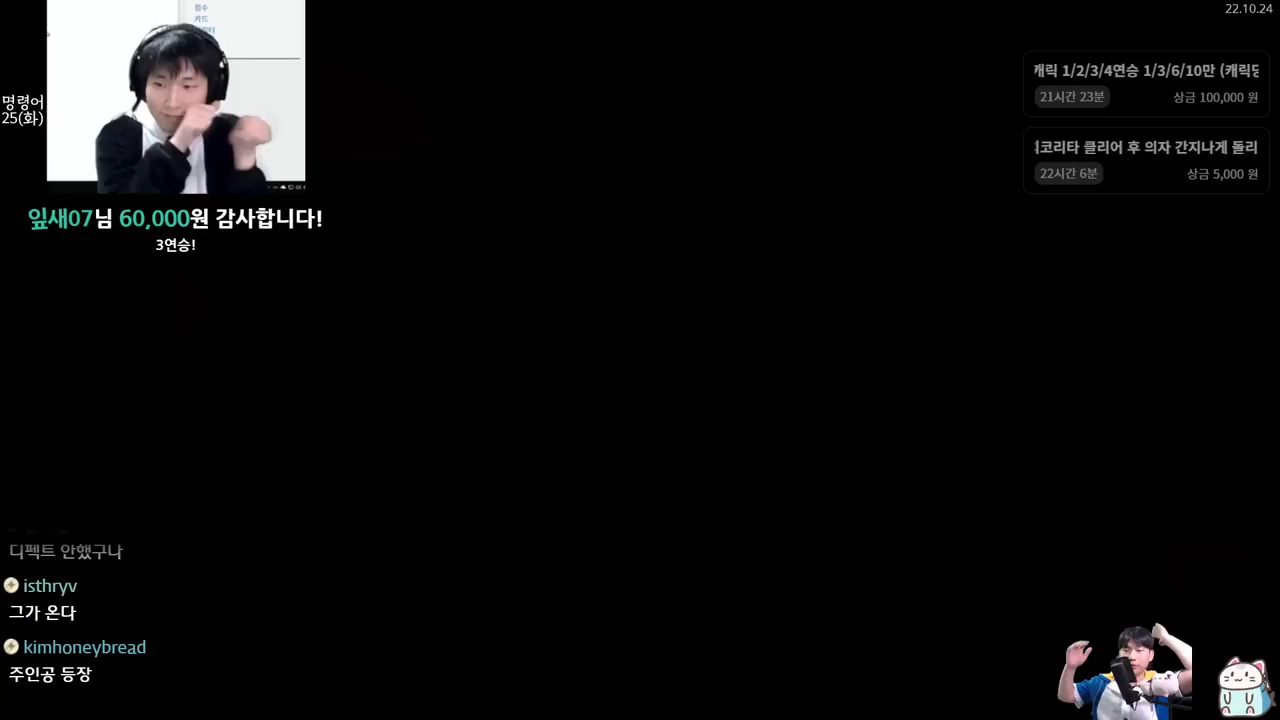 22.10.24
점수
카드
명령어
25(화)
캐릭 1/2/3/4연승 1/3/6/10만 (캐릭당
21시간 23분
상금 100,000 원
코리타 클리어 후 의자 간지나게 돌리
22시간 6분
상금 5,000 원
잎새07님 60,000원 감사합니다!
3연승!
디펙트 안했구나
isthryv
그가 온다
kimhoneybread
주인공 등장